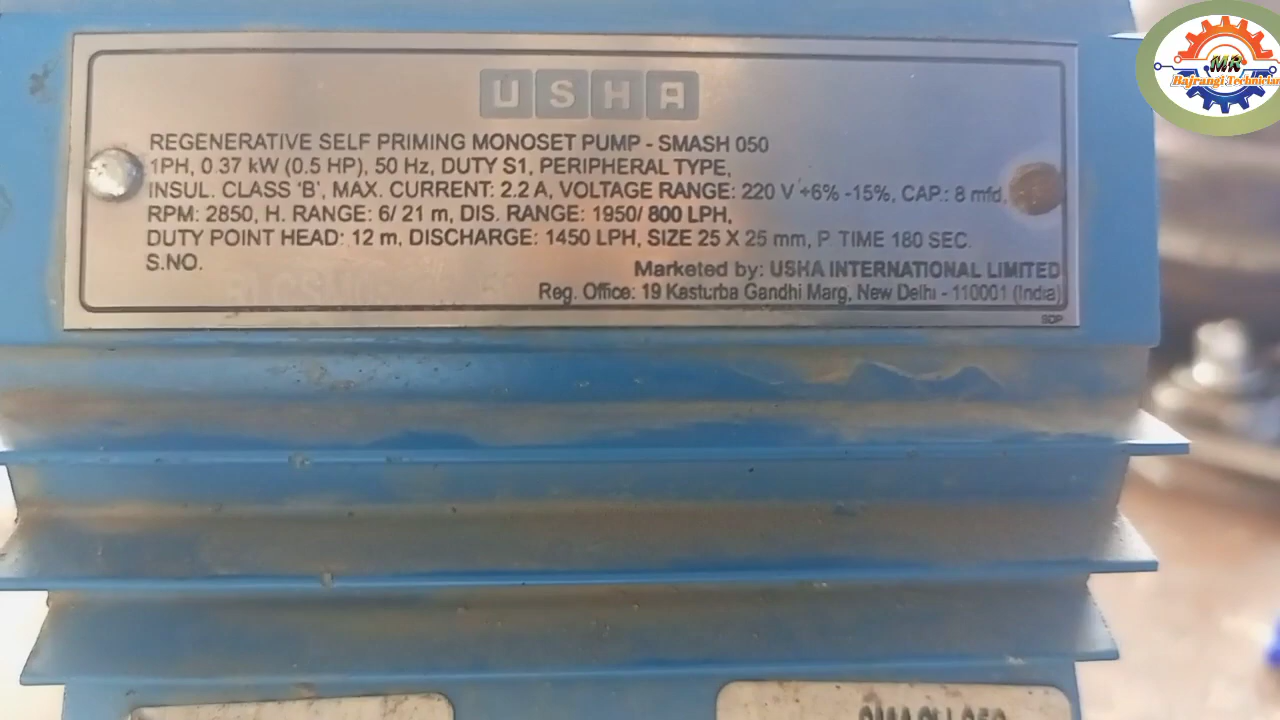 USHA
REGENERATIVE SELF PRIMING MONOSET PUMP - SMASH 050
1PH, 0.37 kW (0.5 HP), 50 Hz, DUTY S1, PERIPHERAL TYPE,
INSUL. CLASS 'B', MAX. CURRENT: 2.2 A, VOLTAGE RANGE: 220 V +6% -15%, CAP.: 8 mfd,
RPM: 2850, H. RANGE: 6/ 21 m, DIS. RANGE: 1950/ 800 LPH,
DUTY POINT HEAD: 12 m, DISCHARGE: 1450 LPH, SIZE 25 X 25 mm, P. TIME 180 SEC.
S.NO.
Marketed by: USHA INTERNATIONAL LIMITED
Reg. Office: 19 Kasturba Gandhi Marg, New Delhi - 110001 (India)
SDP
MR
Bajrangi Technician